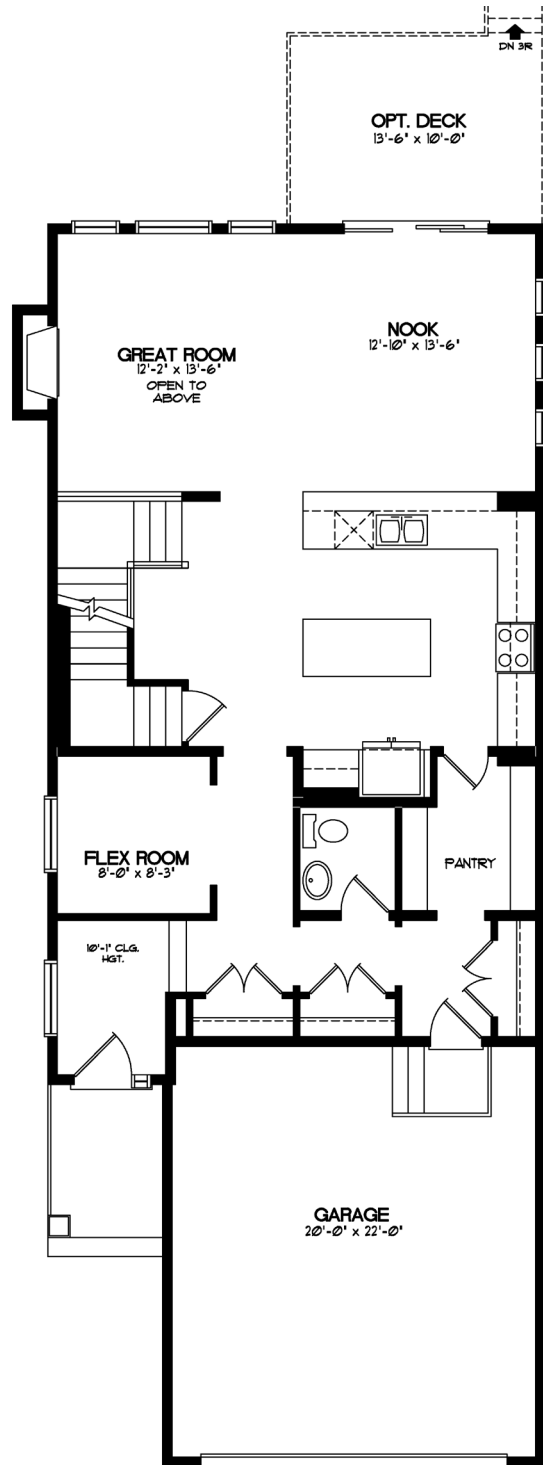 DN 3R
OPT. DECK
13'-6" x 10'-0"
NOOK
12'-10" x 13'-6"
GREAT ROOM
12'-2" x 13'-6"
OPEN TO
ABOVE
FLEX ROOM
8'-0" x 8'-3"
PANTRY
10'-1" CLG.
HGT.
GARAGE
20'-0" x 22'-0"